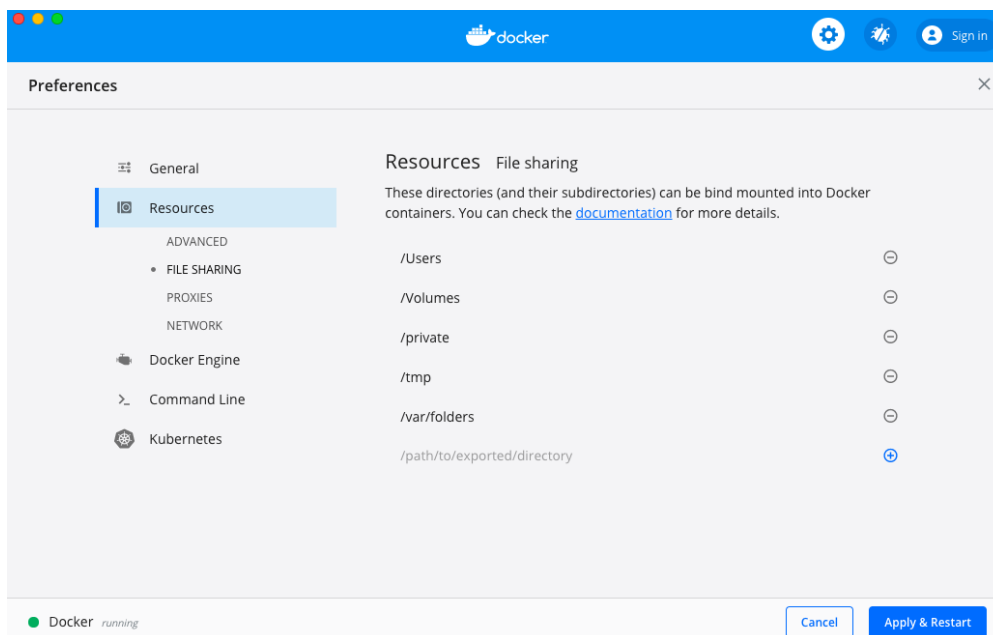 docker
Sign in
Preferences
General
Resources
ADVANCED
FILE SHARING
PROXIES
NETWORK
Docker Engine
Command Line
Kubernetes
Resources File sharing
These directories (and their subdirectories) can be bind mounted into Docker
containers. You can check the documentation for more details.
/Users
/Volumes
/private
/tmp
/var/folders
/path/to/exported/directory
Docker running
Cancel
Apply & Restart